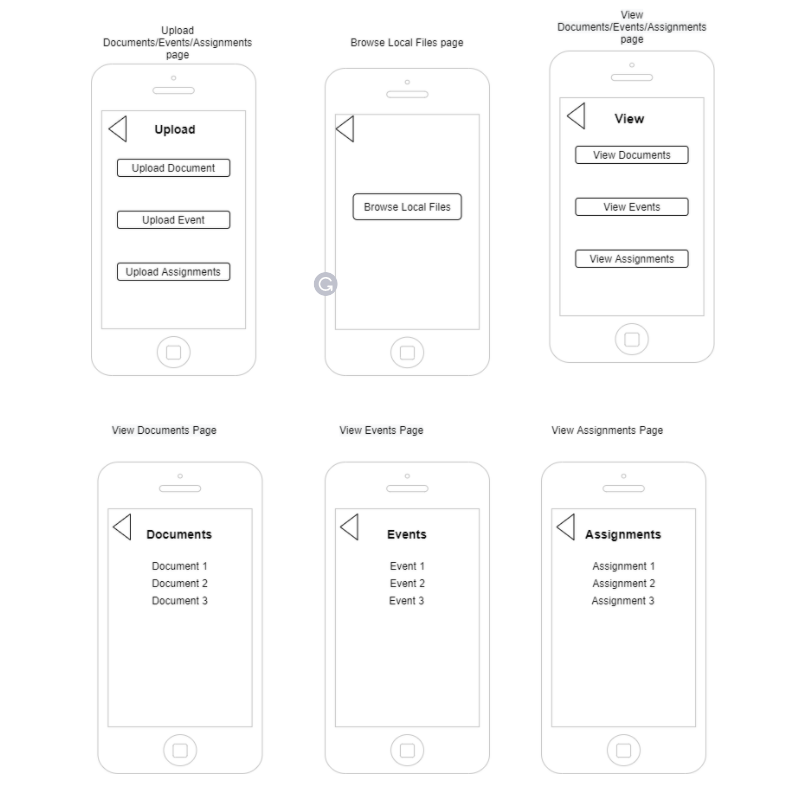 Upload
Documents/Events/Assignments
page
Upload
Upload Document
Upload Event
Upload Assignments
Browse Local Files page
Browse Local Files
View
Documents/Events/Assignments
page
View
View Documents
View Events
View Assignments
View Documents Page
Documents
Document 1
Document 2
Document 3
View Events Page
Events
Event 1
Event 2
Event 3
View Assignments Page
Assignments
Assignment 1
Assignment 2
Assignment 3